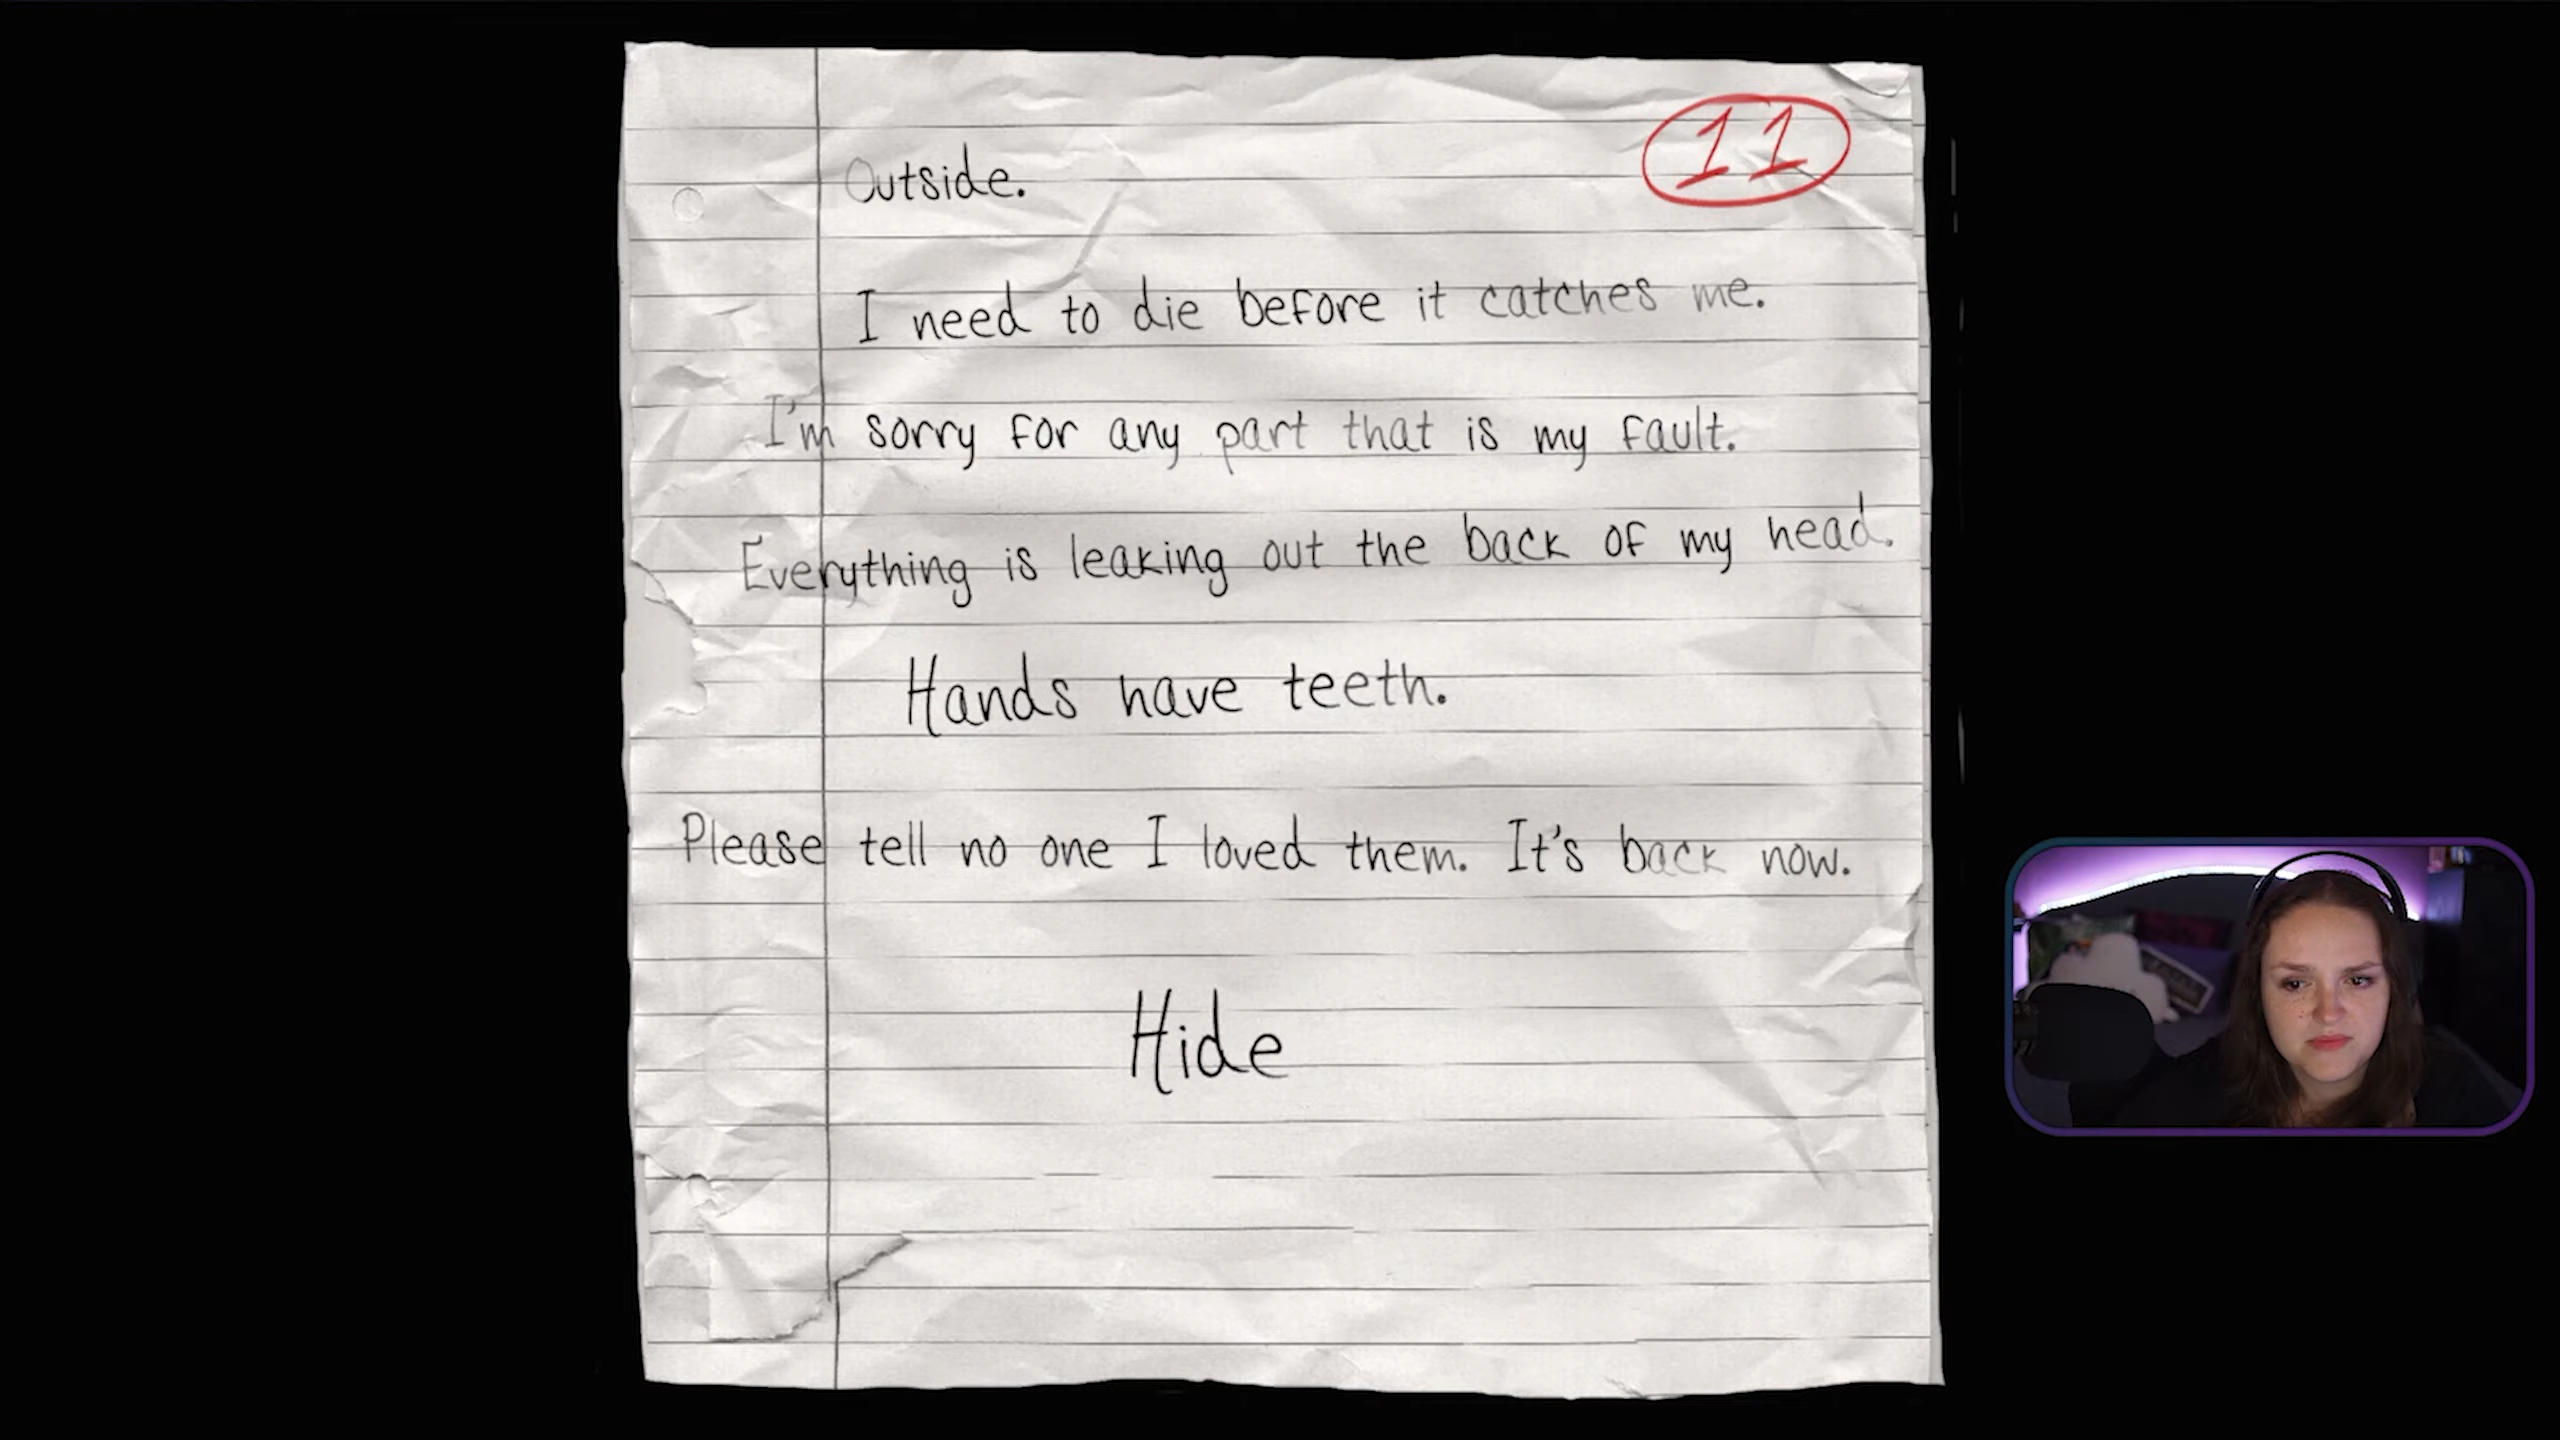 11
Outside.
I need to die before it catches me.
I'm sorry for any part that is my fault.
Everything is leaking out the back of my head.
Hands have teeth.
Please tell no one I loved them. It's back now.
Hide